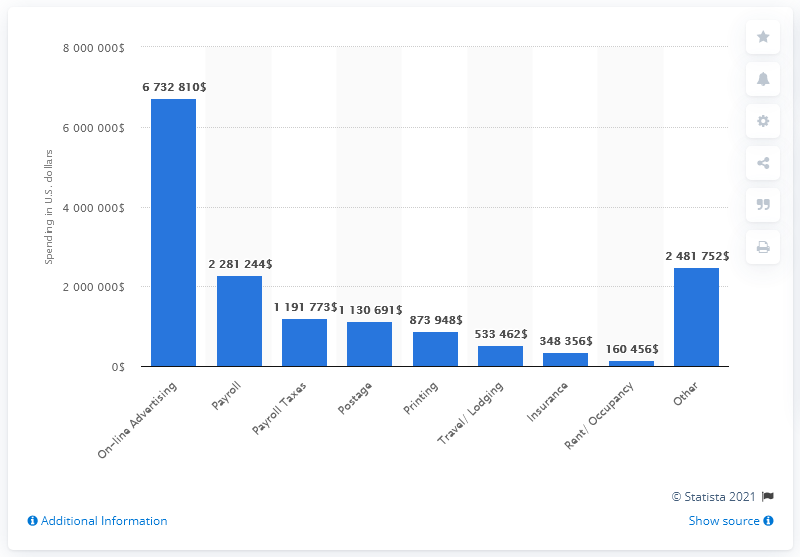 8 000 000$
6 000 000$
4 000 000$
2 000 000$
0$
Spending in U.S. dollars
6 732 810$
2 281 244$
1 191 773$
1 130 691$
873 948$
533 462$
348 356$
160 456$
2 481 752$
On-line Advertising
Payroll
Payroll Taxes
Postage
Printing
Travel/ Lodging
Insurance
Rent/ Occupancy
Other
© Statista 2021
Additional Information
Show source